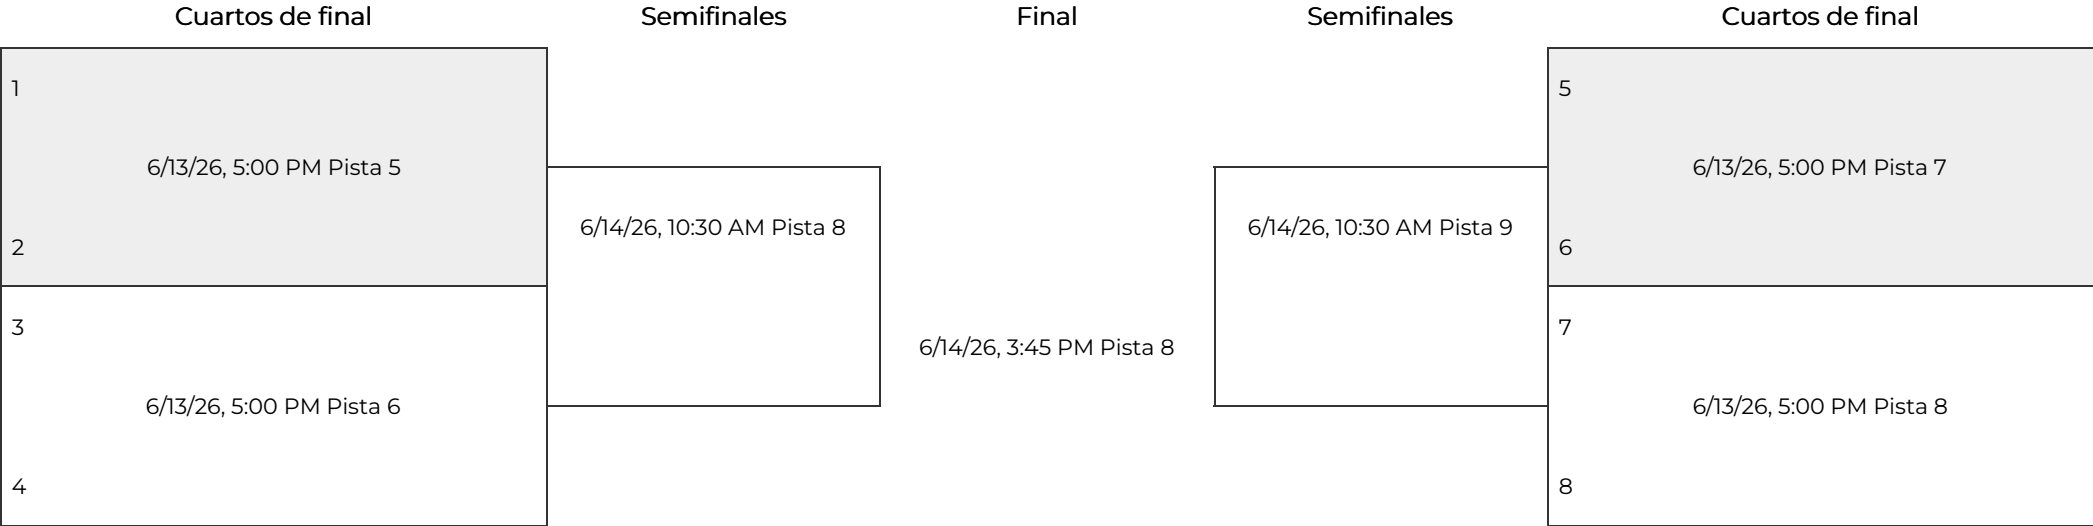 Cuartos de final
Semifinales
Final
Semifinales
Cuartos de final
1
6/13/26, 5:00 PM Pista 5
2
3
6/13/26, 5:00 PM Pista 6
4
6/14/26, 10:30 AM Pista 8
6/14/26, 3:45 PM Pista 8
6/14/26, 10:30 AM Pista 9
5
6/13/26, 5:00 PM Pista 7
6
7
6/13/26, 5:00 PM Pista 8
8